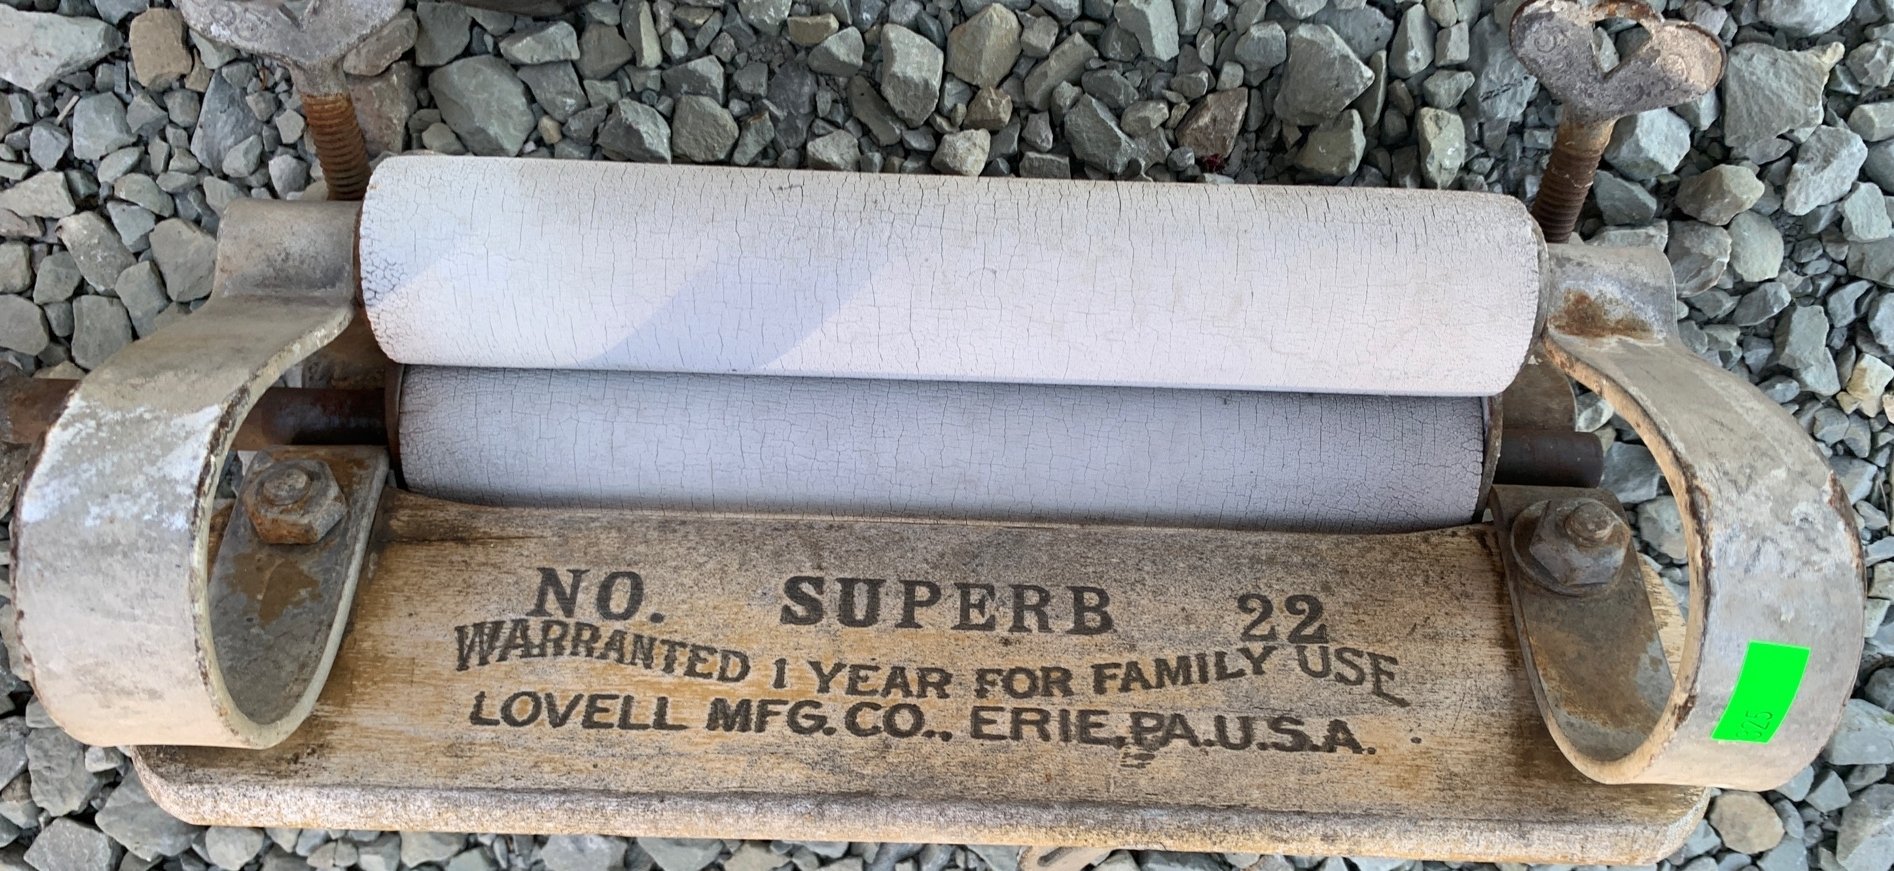 NO. SUPERB 22
WARRANTED 1 YEAR FOR FAMILY USE
LOVELL MFG. CO., ERIE, PA. U.S.A.